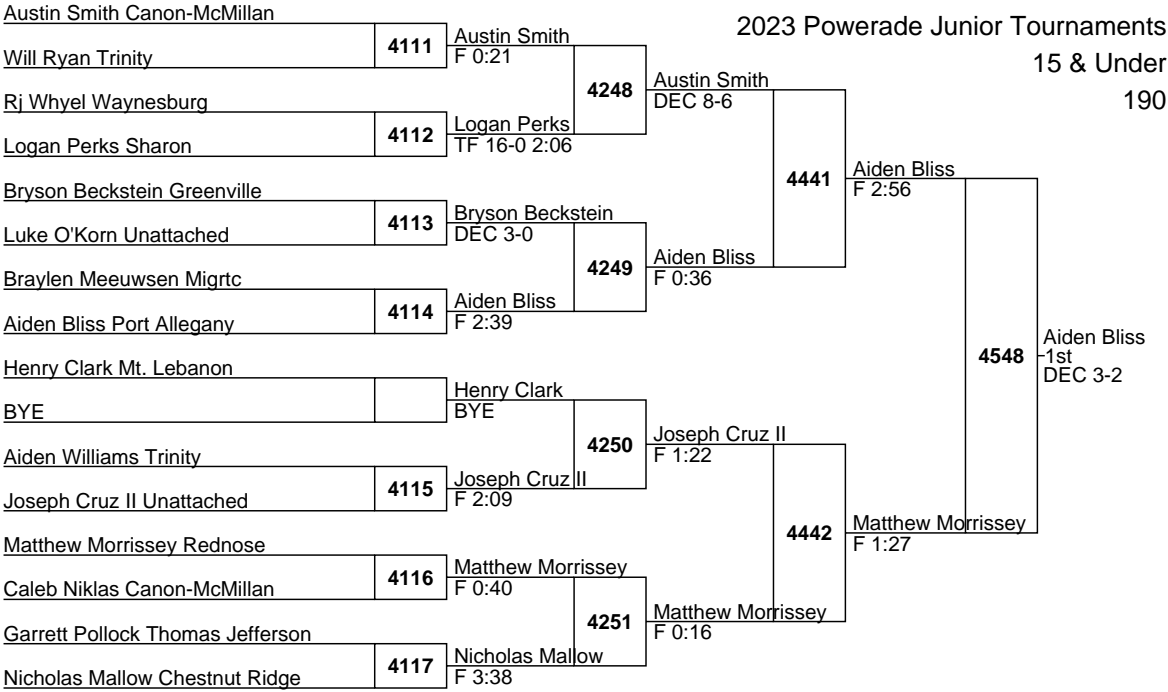 2023 Powerade Junior Tournaments
15 & Under
190
Austin Smith Canon-McMillan
Will Ryan Trinity
Rj Whyel Waynesburg
Logan Perks Sharon
Bryson Beckstein Greenville
Luke O'Korn Unattached
Braylen Meeuwsen Migrtc
Aiden Bliss Port Allegany
Henry Clark Mt. Lebanon
BYE
Aiden Williams Trinity
Joseph Cruz II Unattached
Matthew Morrissey Rednose
Caleb Niklas Canon-McMillan
Garrett Pollock Thomas Jefferson
Nicholas Mallow Chestnut Ridge
4111
4112
4113
4114
4115
4116
4117
Austin Smith
F 0:21
Logan Perks
TF 16-0 2:06
Bryson Beckstein
DEC 3-0
Aiden Bliss
F 2:39
Henry Clark
BYE
Joseph Cruz II
F 2:09
Matthew Morrissey
F 0:40
Nicholas Mallow
F 3:38
4248
4249
4250
4251
Austin Smith
DEC 8-6
Aiden Bliss
F 0:36
Joseph Cruz II
F 1:22
Matthew Morrissey
F 0:16
4441
4442
Aiden Bliss
F 2:56
Matthew Morrissey
F 1:27
4548
Aiden Bliss
1st
DEC 3-2